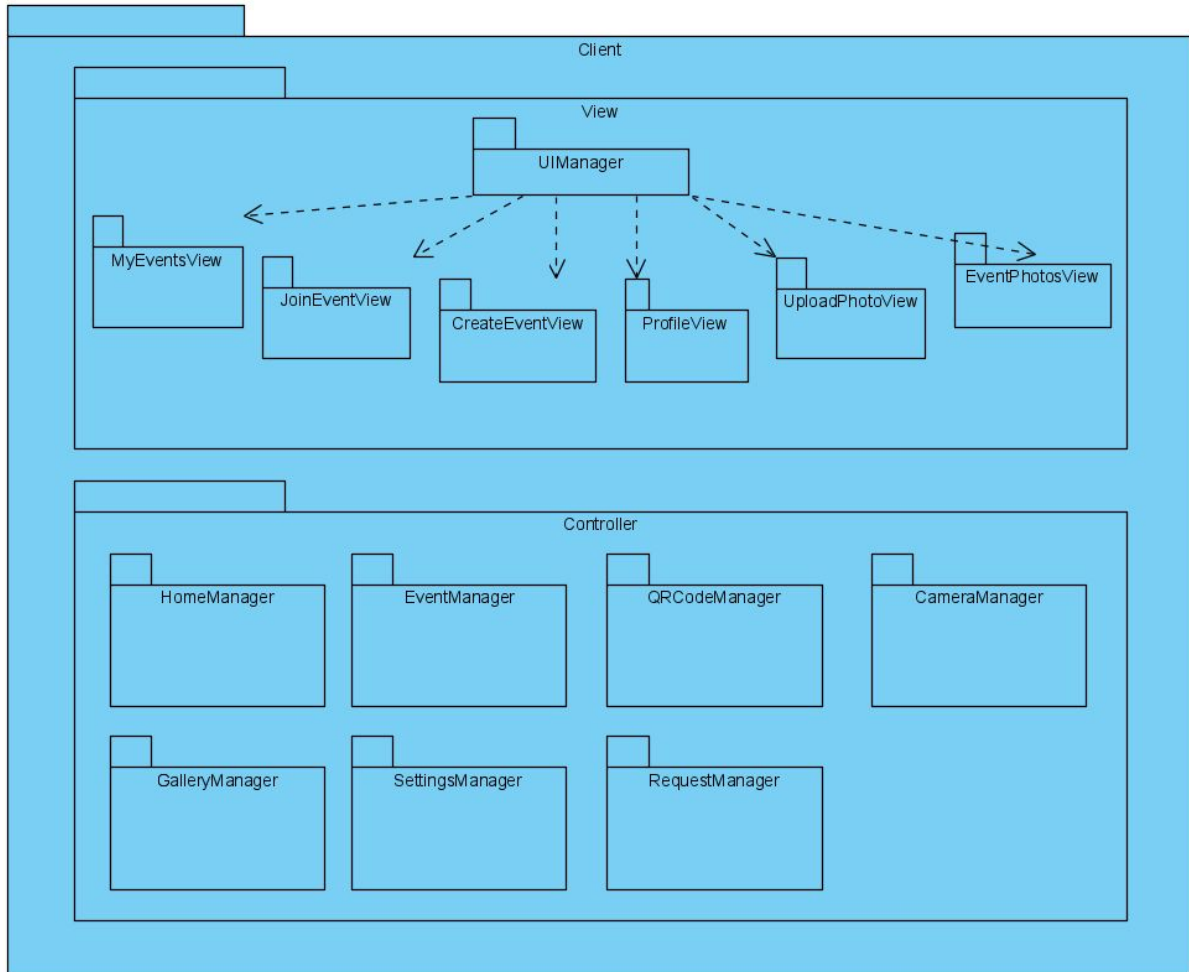 Client
View
UIManager
MyEventsView
JoinEventView
CreateEventView
ProfileView
UploadPhotoView
EventPhotosView
Controller
HomeManager
EventManager
QRCodeManager
CameraManager
GalleryManager
SettingsManager
RequestManager